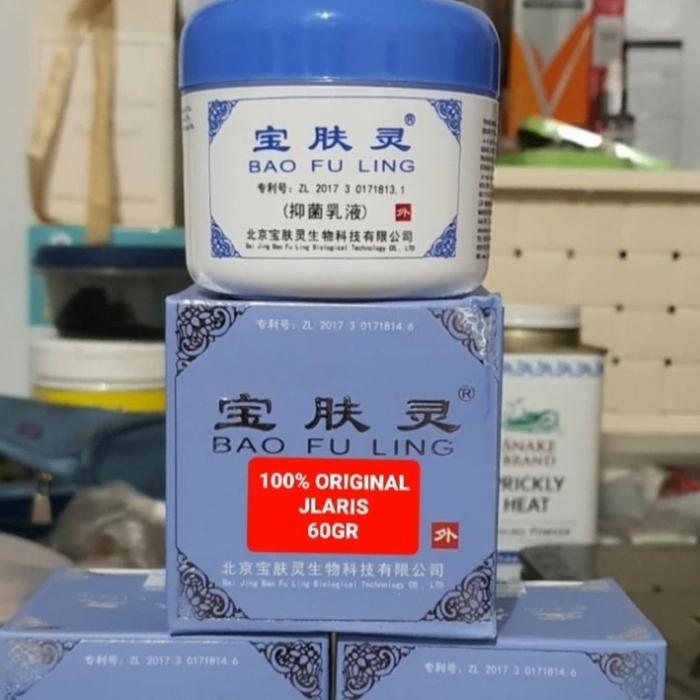 宝肤灵®
BAO FU LING
专利号：ZL 2017 3 0171813.1
(抑菌乳液) 外
北京宝肤灵生物科技有限公司
Bei Jing Bao Fu Ling Biological Technology CO., LTD
专利号：ZL 2017 3 0171814.6
宝肤灵®
BAO FU LING
100% ORIGINAL
JLARIS
60GR
外
北京宝肤灵生物科技有限公司
Bei Jing Bao Fu Ling Biological Technology CO., LTD
SNAKE
BRAND
PRICKLY
HEAT
POWDER
专利号：ZL 2017 3 0171814.6
专利号：ZL 2017 3 0171814.6